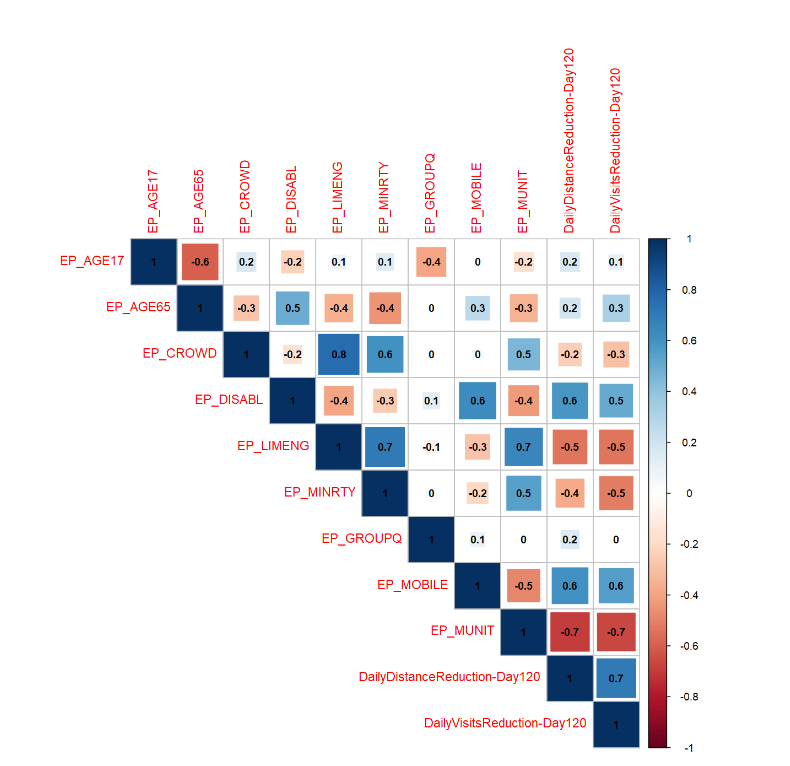 EP_AGE17
EP_AGE65
EP_CROWD
EP_DISABL
EP_LIMENG
EP_MINRTY
EP_GROUPQ
EP_MOBILE
EP_MUNIT
DailyDistanceReduction-Day120
DailyVisitsReduction-Day120
EP_AGE17 1 -0.6 0.2 -0.2 0.1 0.1 -0.4 0 -0.2 0.2 0.1
EP_AGE65 1 -0.3 0.5 -0.4 -0.4 0 0.3 -0.3 0.2 0.3
EP_CROWD 1 -0.2 0.8 0.6 0 0 0.5 -0.2 -0.3
EP_DISABL 1 -0.4 -0.3 0.1 0.6 -0.4 0.6 0.5
EP_LIMENG 1 0.7 -0.1 -0.3 0.7 -0.5 -0.5
EP_MINRTY 1 0 -0.2 0.5 -0.4 -0.5
EP_GROUPQ 1 0.1 0 0.2 0
EP_MOBILE 1 -0.5 0.6 0.6
EP_MUNIT 1 -0.7 -0.7
DailyDistanceReduction-Day120 1 0.7
DailyVisitsReduction-Day120 1
1
0.8
0.6
0.4
0.2
0
-0.2
-0.4
-0.6
-0.8
-1